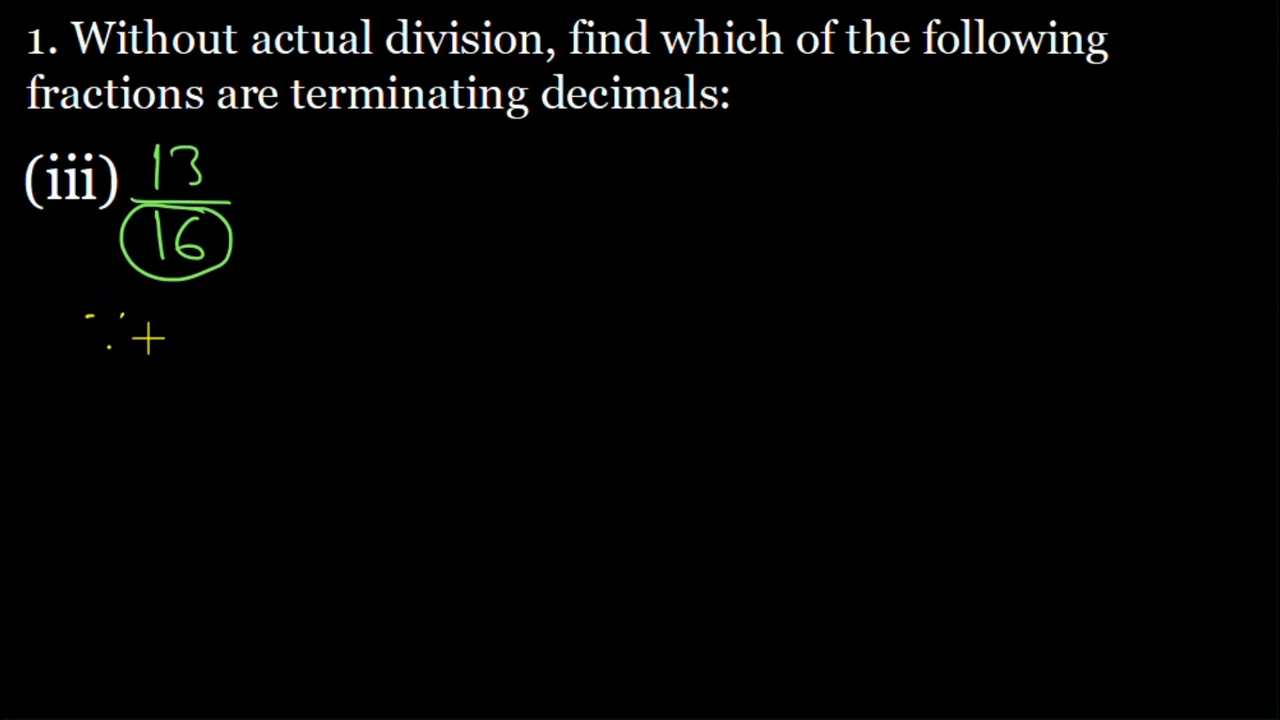 1. Without actual division, find which of the following
fractions are terminating decimals:
(iii) 13
16
∵